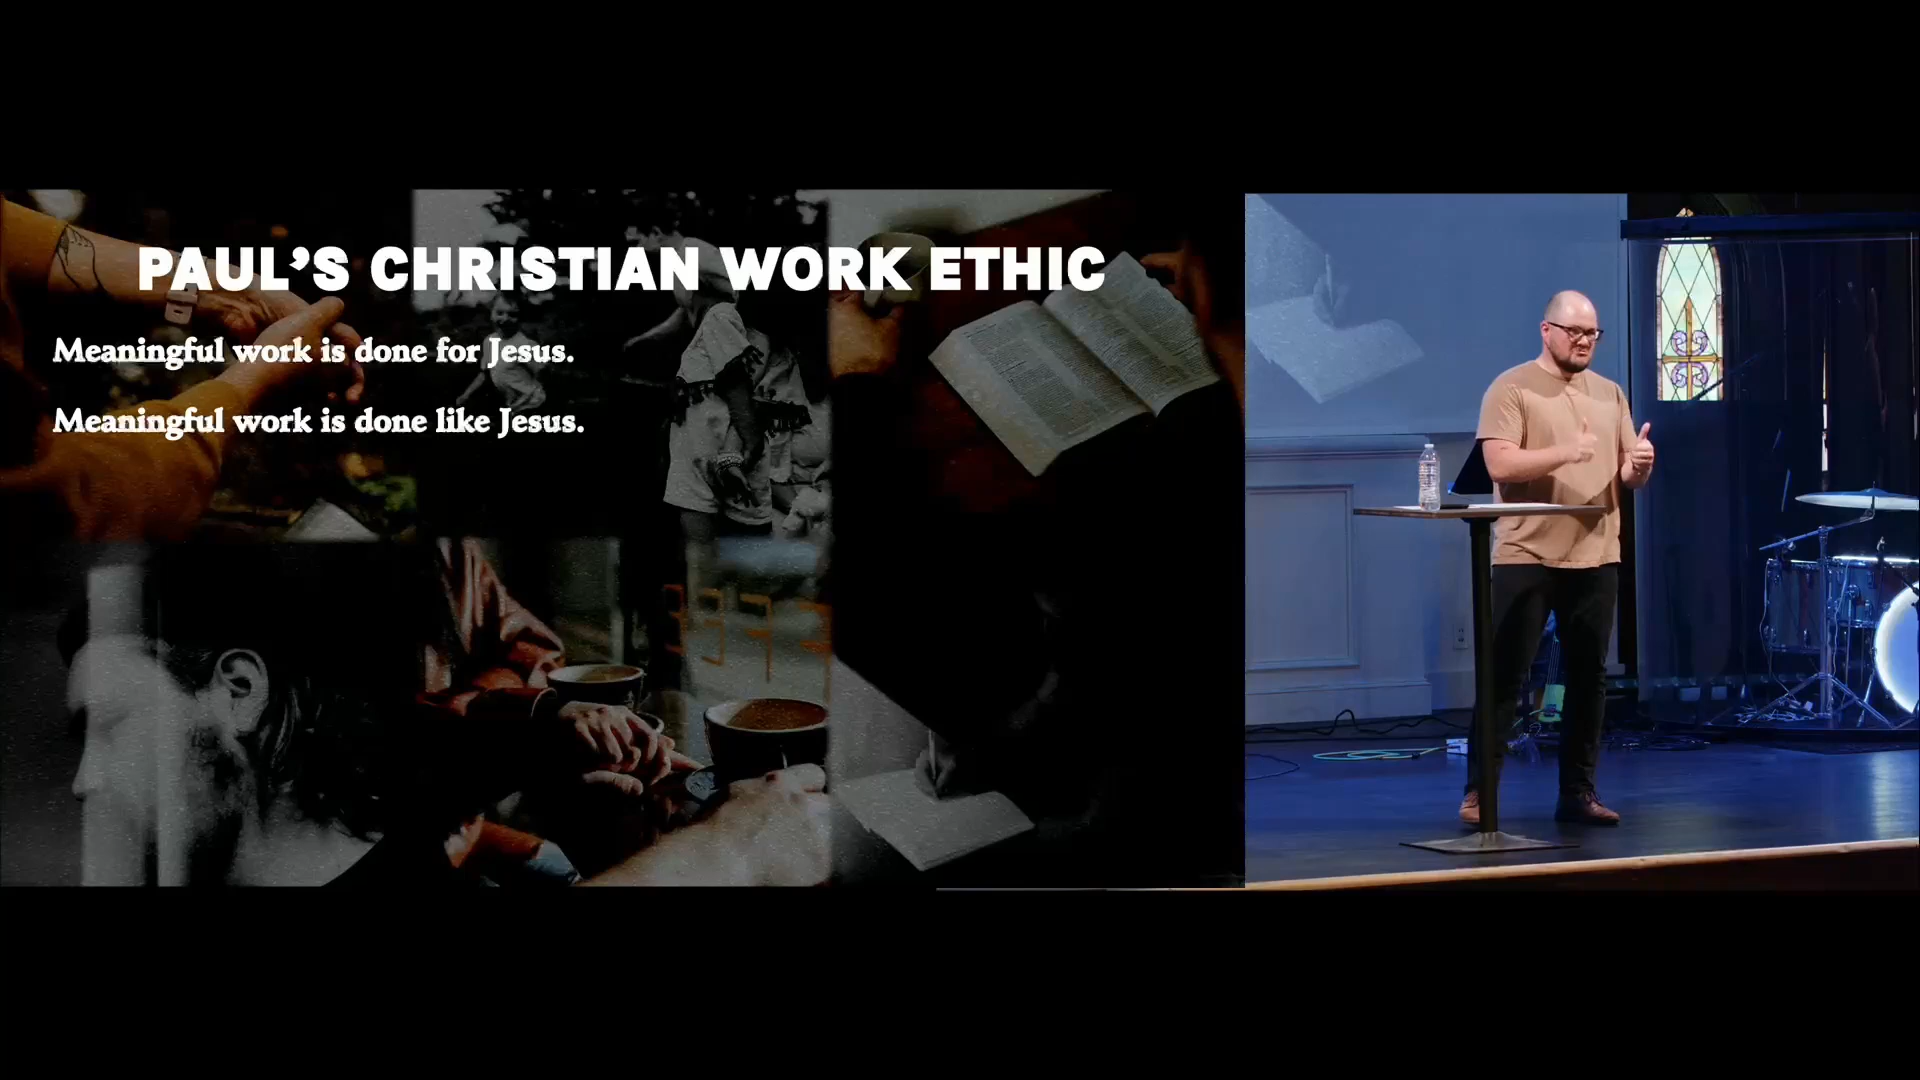 PAUL’S CHRISTIAN WORK ETHIC
Meaningful work is done for Jesus.
Meaningful work is done like Jesus.